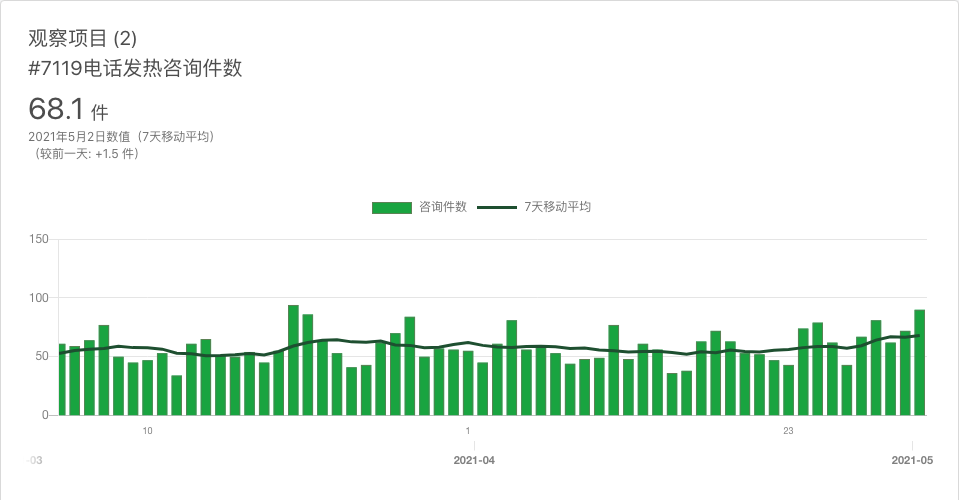 观察项目 (2)
#7119电话发热咨询件数
68.1 件
2021年5月2日数值（7天移动平均）
（较前一天: +1.5 件）
咨询件数 7天移动平均
150
100
50
0
10 1 23
-03 2021-04 2021-05